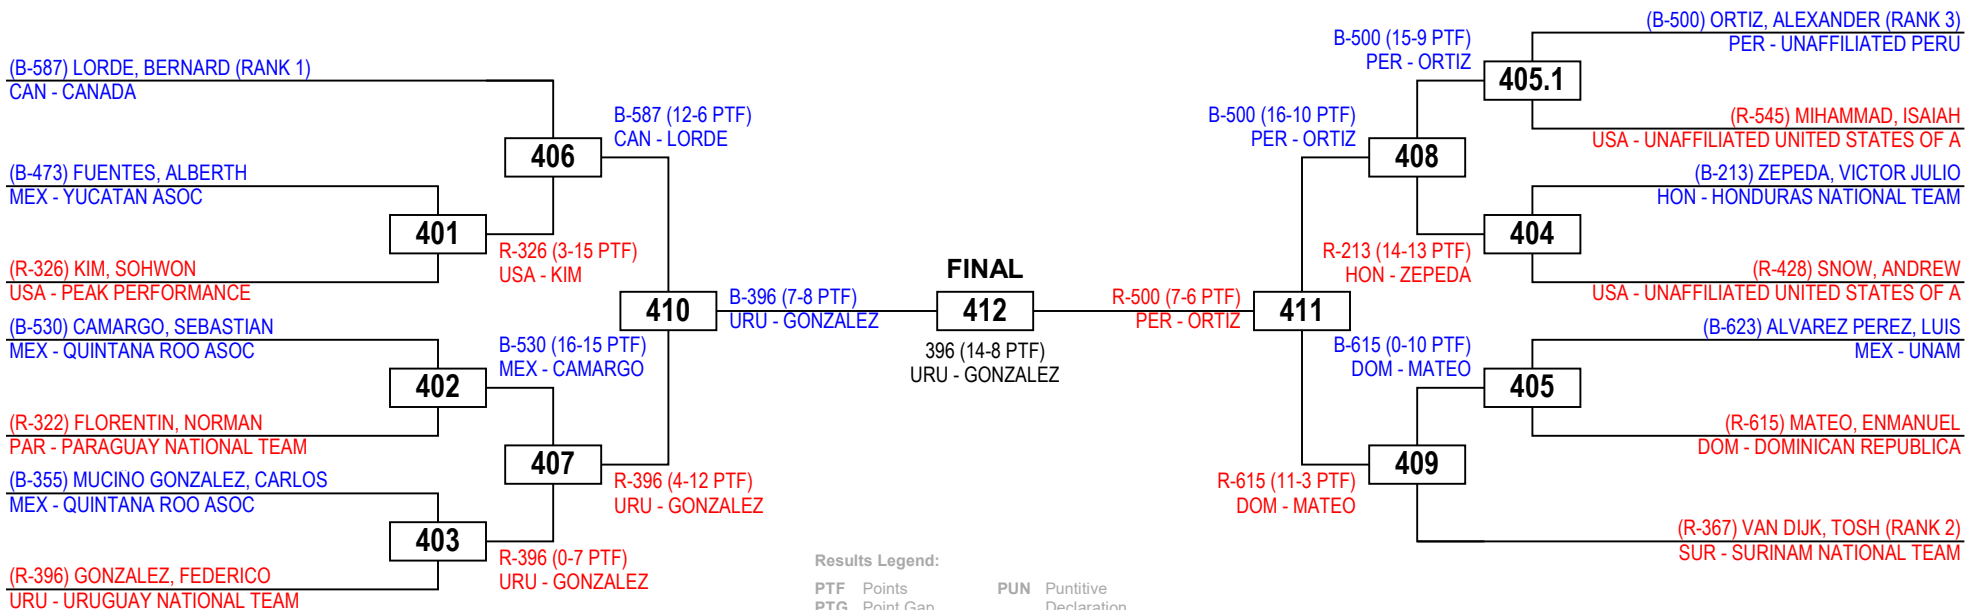 (B-587) LORDE, BERNARD (RANK 1)
CAN - CANADA
(B-473) FUENTES, ALBERTH
MEX - YUCATAN ASOC
(R-326) KIM, SOHWON
USA - PEAK PERFORMANCE
(B-530) CAMARGO, SEBASTIAN
MEX - QUINTANA ROO ASOC
(R-322) FLORENTIN, NORMAN
PAR - PARAGUAY NATIONAL TEAM
(B-355) MUCINO GONZALEZ, CARLOS
MEX - QUINTANA ROO ASOC
(R-396) GONZALEZ, FEDERICO
URU - URUGUAY NATIONAL TEAM
401
402
403
R-326 (3-15 PTF)
USA - KIM
B-530 (16-15 PTF)
MEX - CAMARGO
R-396 (0-7 PTF)
URU - GONZALEZ
406
407
B-587 (12-6 PTF)
CAN - LORDE
R-396 (4-12 PTF)
URU - GONZALEZ
410
B-396 (7-8 PTF)
URU - GONZALEZ
FINAL
412
396 (14-8 PTF)
URU - GONZALEZ
R-500 (7-6 PTF)
PER - ORTIZ
411
B-500 (16-10 PTF)
PER - ORTIZ
R-615 (11-3 PTF)
DOM - MATEO
408
409
B-500 (15-9 PTF)
PER - ORTIZ
R-213 (14-13 PTF)
HON - ZEPEDA
B-615 (0-10 PTF)
DOM - MATEO
405.1
404
405
(B-500) ORTIZ, ALEXANDER (RANK 3)
PER - UNAFFILIATED PERU
(R-545) MIHAMMAD, ISAIAH
USA - UNAFFILIATED UNITED STATES OF A
(B-213) ZEPEDA, VICTOR JULIO
HON - HONDURAS NATIONAL TEAM
(R-428) SNOW, ANDREW
USA - UNAFFILIATED UNITED STATES OF A
(B-623) ALVAREZ PEREZ, LUIS
MEX - UNAM
(R-615) MATEO, ENMANUEL
DOM - DOMINICAN REPUBLICA
(R-367) VAN DIJK, TOSH (RANK 2)
SUR - SURINAM NATIONAL TEAM
Results Legend:
PTF Points PUN Puntitive
PTG Point Gap Declaration